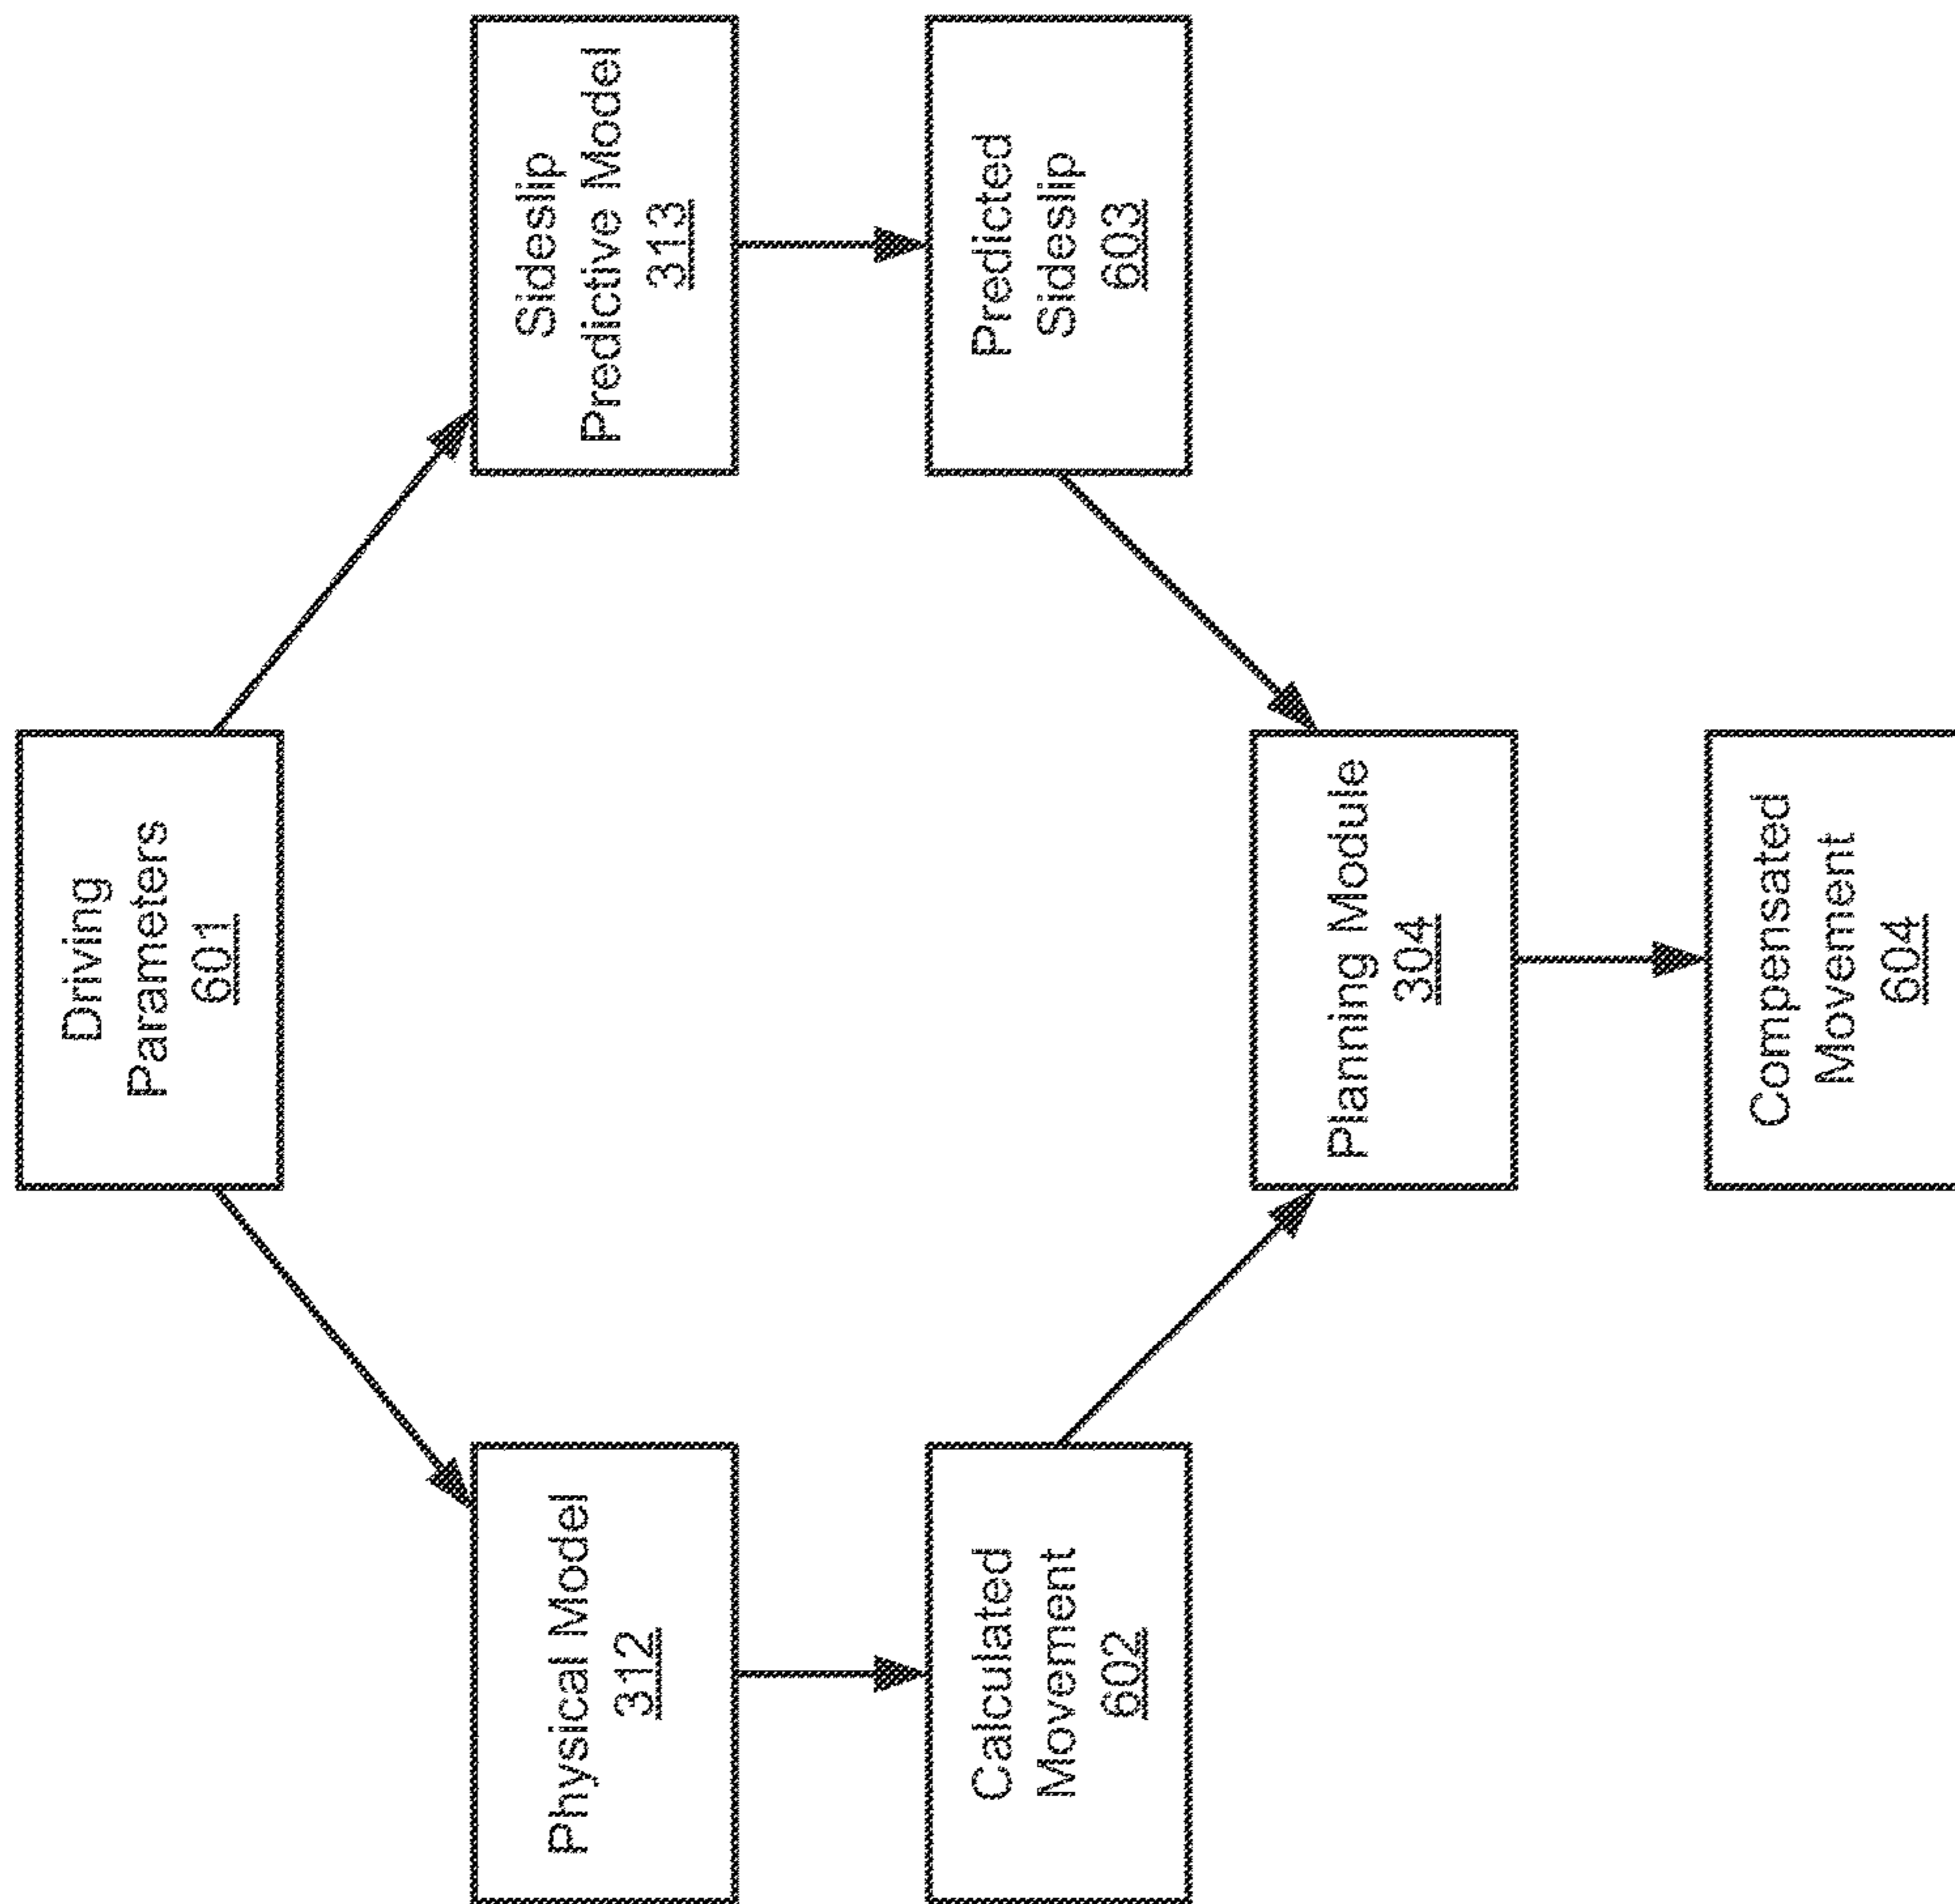 Driving
Parameters
601
Physical Model
312
Sideslip
Predictive Model
313
Calculated
Movement
602
Predicted
Sideslip
603
Planning Module
304
Compensated
Movement
604